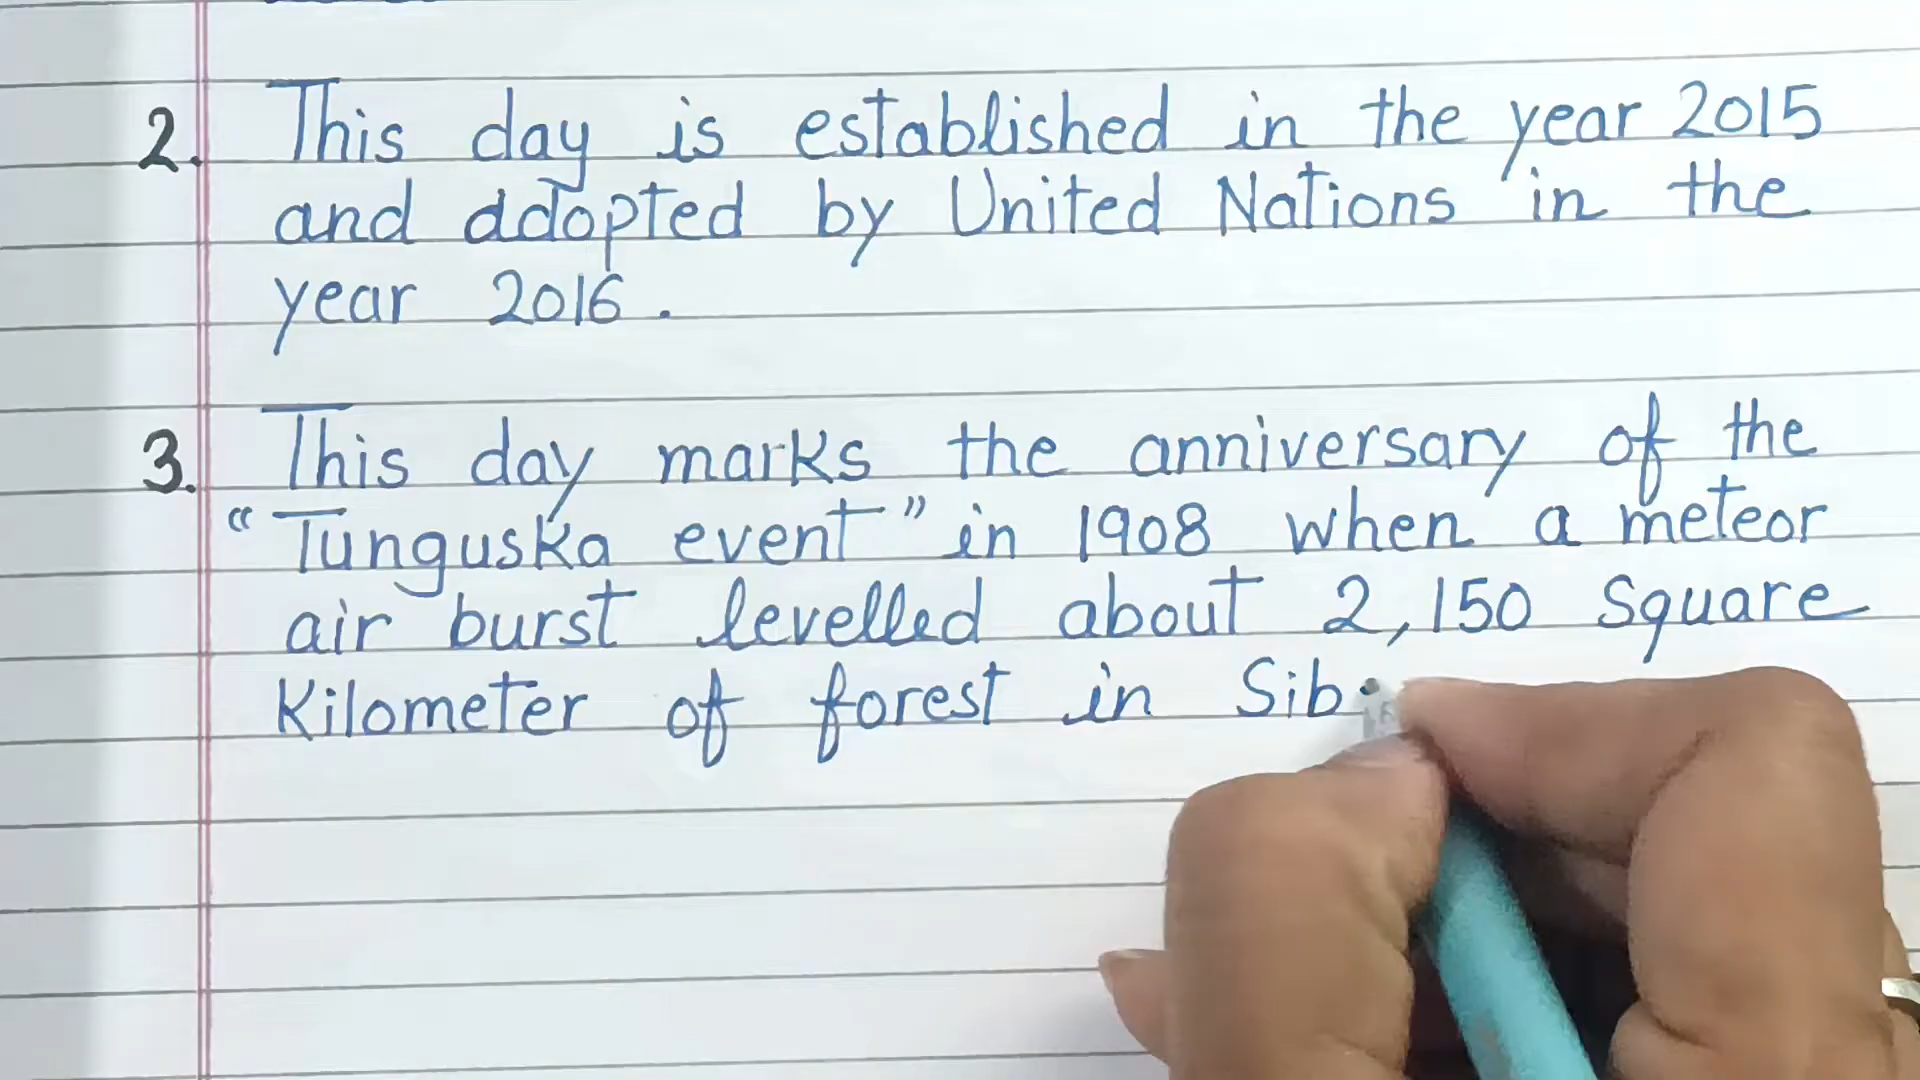 2. This day is established in the year 2015
and adopted by United Nations in the
year 2016.
3. This day marks the anniversary of the
“Tunguska event” in 1908 when a meteor
air burst levelled about 2,150 Square
Kilometer of forest in Sib